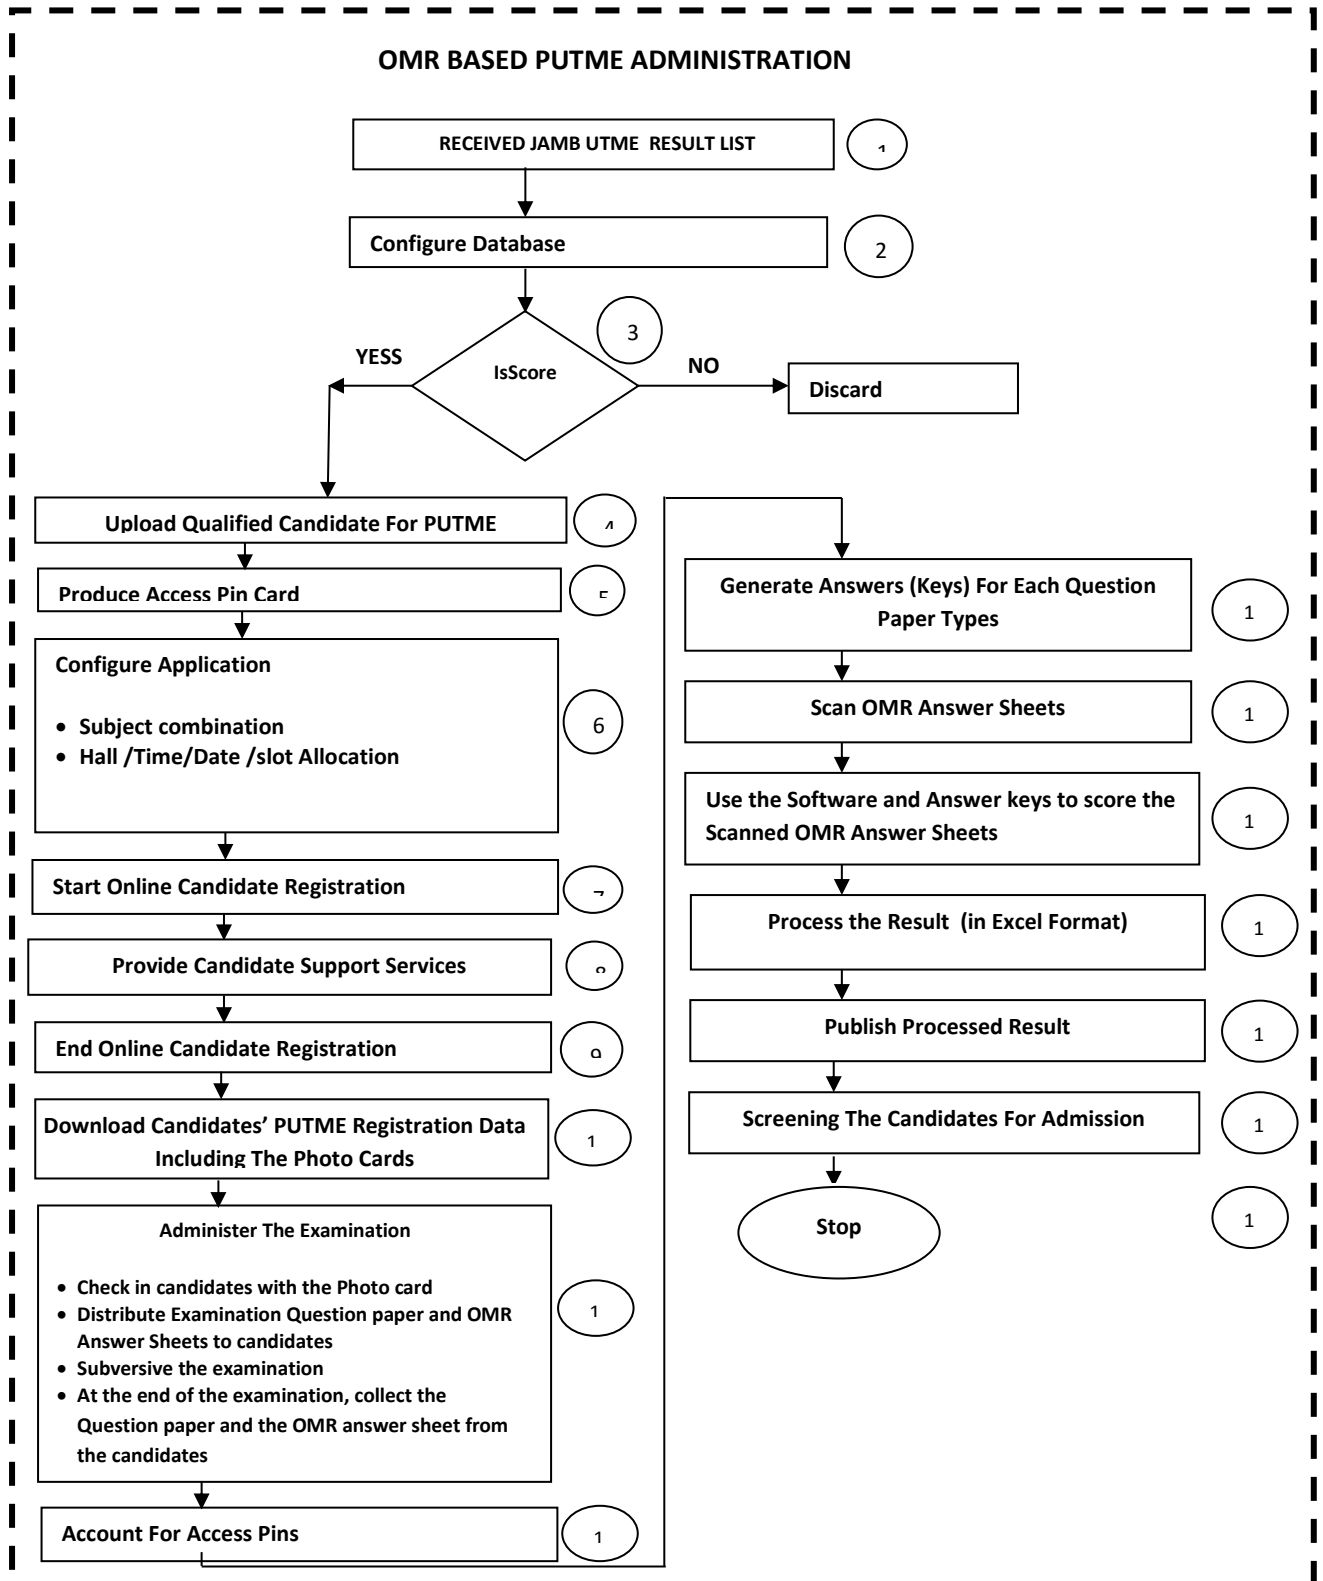 OMR BASED PUTME ADMINISTRATION
RECEIVED JAMB UTME RESULT LIST
Configure Database
2
3
YESS
IsScore
NO
Discard
Upload Qualified Candidate For PUTME
Produce Access Pin Card
Configure Application
• Subject combination
• Hall /Time/Date /slot Allocation
6
Start Online Candidate Registration
Provide Candidate Support Services
End Online Candidate Registration
9
Download Candidates’ PUTME Registration Data
Including The Photo Cards
1
Administer The Examination
• Check in candidates with the Photo card
• Distribute Examination Question paper and OMR
Answer Sheets to candidates
• Subversive the examination
• At the end of the examination, collect the
Question paper and the OMR answer sheet from
the candidates
1
Account For Access Pins
1
Generate Answers (Keys) For Each Question
Paper Types
1
Scan OMR Answer Sheets
1
Use the Software and Answer keys to score the
Scanned OMR Answer Sheets
1
Process the Result (in Excel Format)
1
Publish Processed Result
1
Screening The Candidates For Admission
1
Stop
1